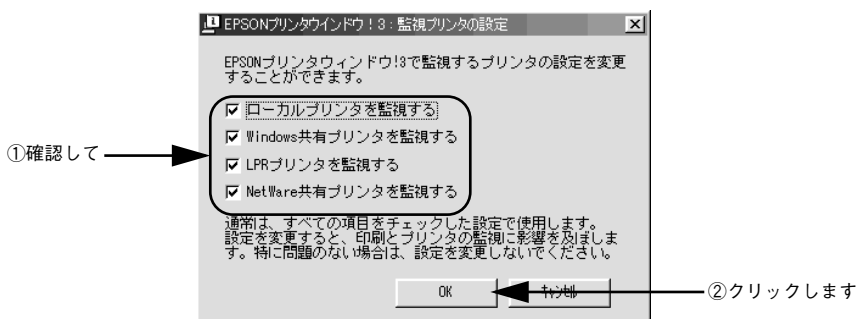 EPSONプリンタウインドウ！3：監視プリンタの設定
EPSONプリンタウィンドウ!3で監視するプリンタの設定を変更
することができます。
ローカルプリンタを監視する
Windows共有プリンタを監視する
①確認して
LPRプリンタを監視する
NetWare共有プリンタを監視する
通常は、すべての項目をチェックした設定で使用します。
設定を変更すると、印刷とプリンタの監視に影響を及ぼしま
す。特に問題のない場合は、設定を変更しないでください。
OK
キャンセル
②クリックします